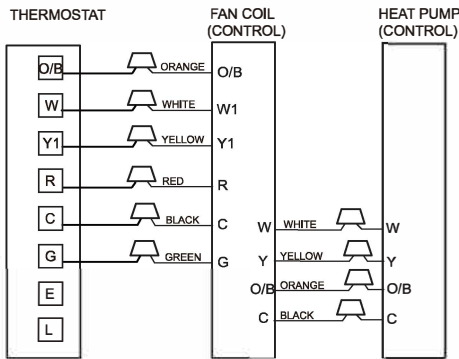 THERMOSTAT FAN COIL HEAT PUMP
(CONTROL) (CONTROL)
O/B ORANGE O/B
W WHITE W1
Y1 YELLOW Y1
R RED R
C BLACK C
W WHITE W
G GREEN G
Y YELLOW Y
E
O/B ORANGE O/B
C BLACK C
L